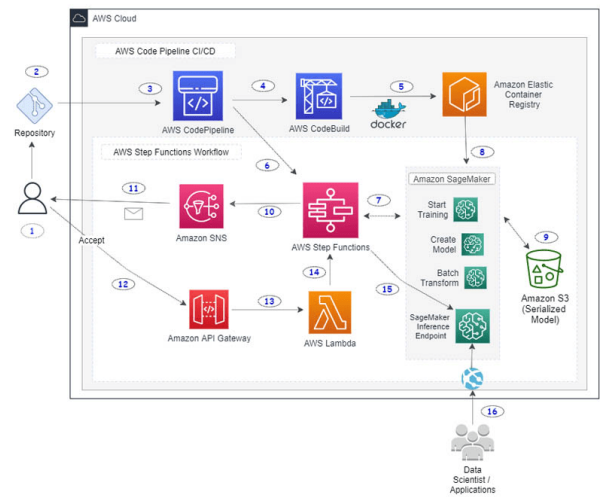 AWS Cloud
AWS Code Pipeline CI/CD
2
3
4
5
Repository
AWS CodePipeline
AWS CodeBuild
docker
Amazon Elastic
Container
Registry
AWS Step Functions Workflow
6
8
Amazon SageMaker
11
10
7
Start
Training
1
Amazon SNS
AWS Step Functions
Create
Model
9
Accept
Batch
Transform
Amazon S3
(Serialized
Model)
12
13
14
15
SageMaker
Inference
Endpoint
Amazon API Gateway
AWS Lambda
16
Data
Scientist /
Applications